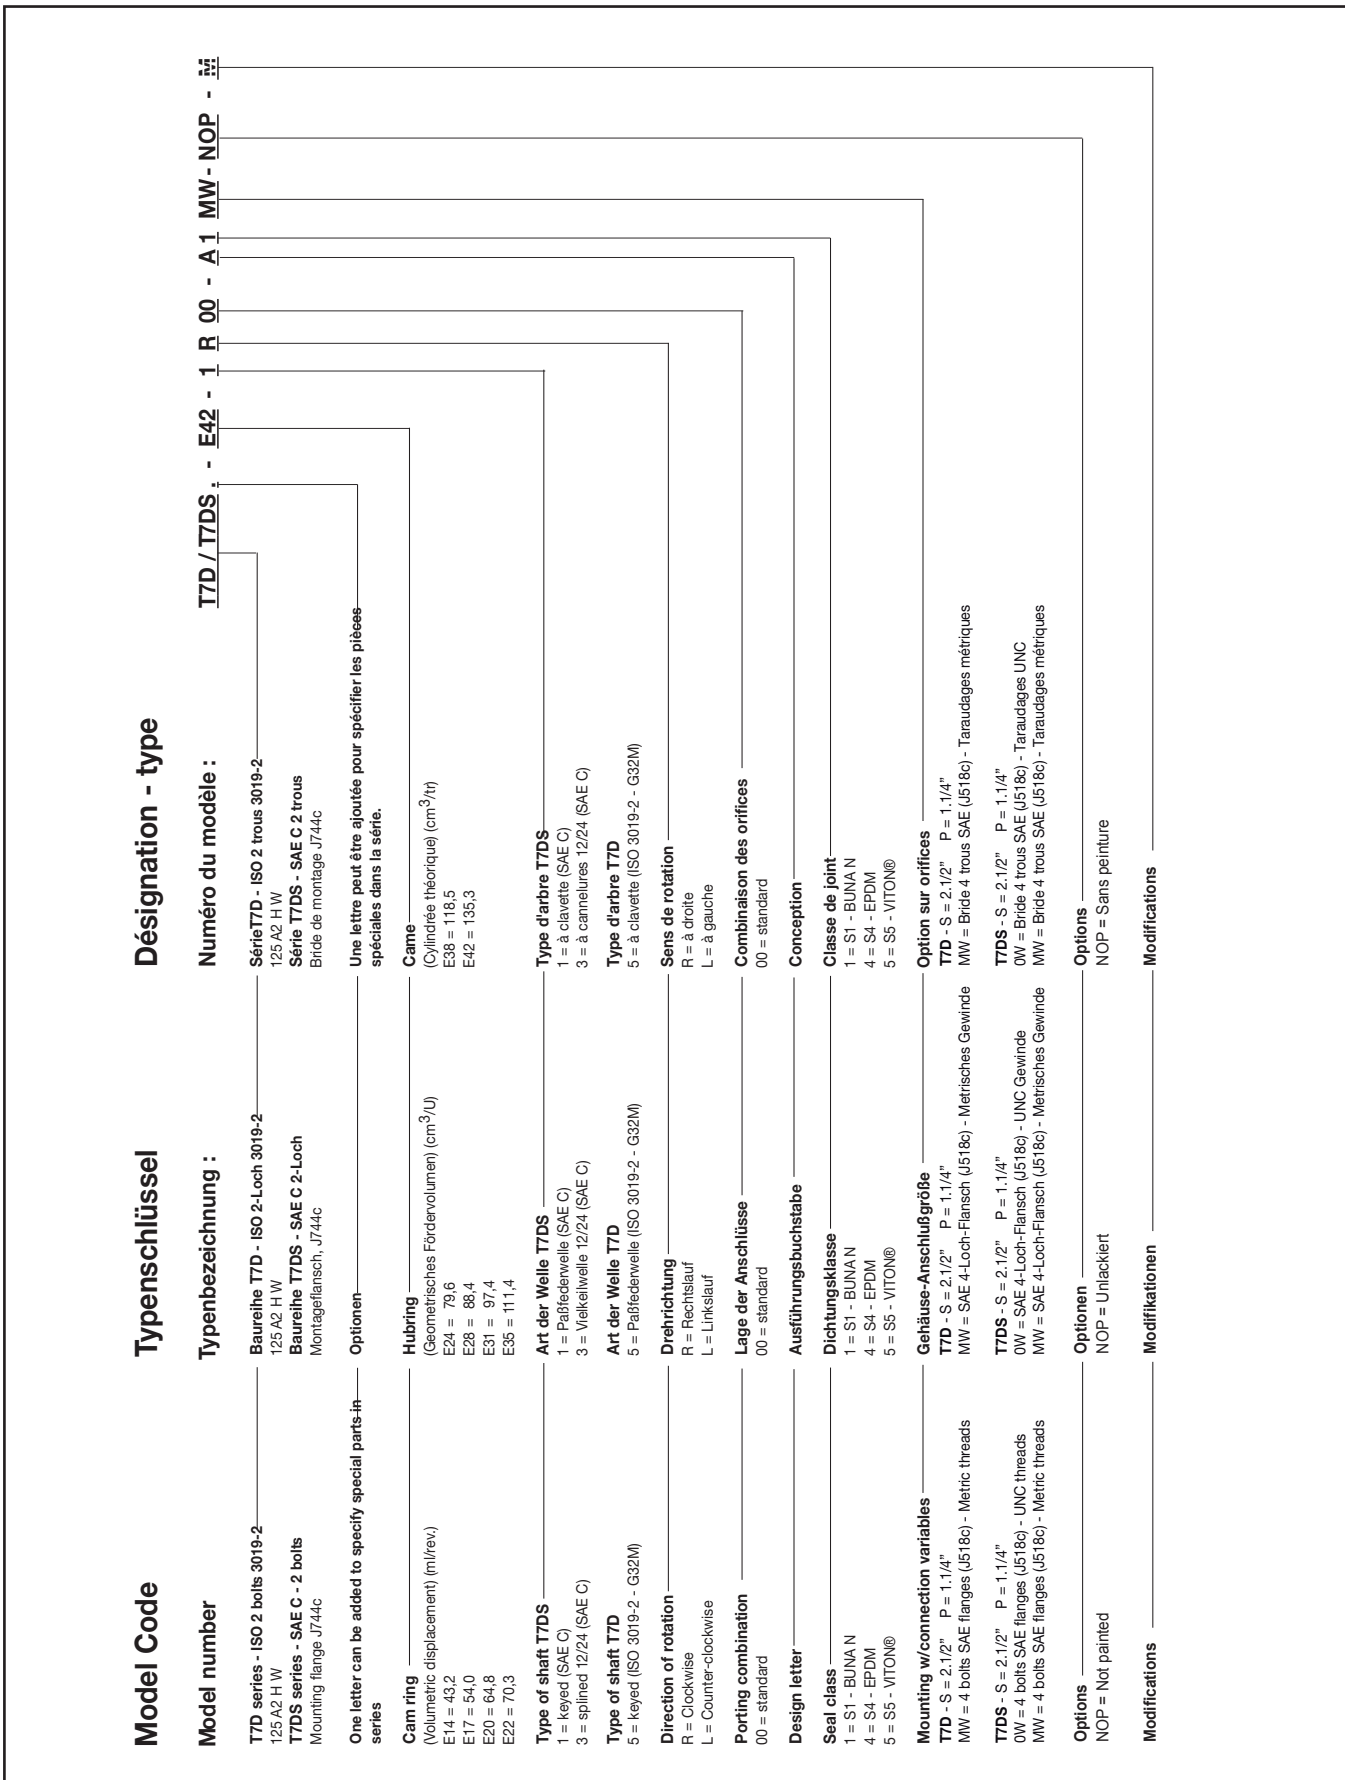 Model Code
Typenschlüssel
Désignation - type
Model number
Typenbezeichnung :
Numéro du modèle :
T7D / T7DS . - E42 - 1 R 00 - A 1 MW - NOP - M
T7D series - ISO 2 bolts 3019-2
125 A2 H W
T7DS series - SAE C - 2 bolts
Mounting flange J744c
Baureihe T7D - ISO 2-Loch 3019-2
125 A2 H W
Baureihe T7DS - SAE C 2-Loch
Montageflansch, J744c
SérieT7D - ISO 2 trous 3019-2
125 A2 H W
Série T7DS - SAE C 2 trous
Bride de montage J744c
One letter can be added to specify special parts in
series
Optionen
Une lettre peut être ajoutée pour spécifier les pièces
spéciales dans la série.
Cam ring
(Volumetric displacement) (ml/rev.)
E14 = 43,2
E17 = 54,0
E20 = 64,8
E22 = 70,3
Hubring
(Geometrisches Fördervolumen) (cm³/U)
E24 = 79,6
E28 = 88,4
E31 = 97,4
E35 = 111,4
Came
(Cylindrée théorique) (cm³/tr)
E38 = 118,5
E42 = 135,3
Type of shaft T7DS
1 = keyed (SAE C)
3 = splined 12/24 (SAE C)
Art der Welle T7DS
1 = Paßfederwelle (SAE C)
3 = Vielkeilwelle 12/24 (SAE C)
Type d'arbre T7DS
1 = à clavette (SAE C)
3 = à cannelures 12/24 (SAE C)
Type of shaft T7D
5 = keyed (ISO 3019-2 - G32M)
Art der Welle T7D
5 = Paßfederwelle (ISO 3019-2 - G32M)
Type d'arbre T7D
5 = à clavette (ISO 3019-2 - G32M)
Direction of rotation
R = Clockwise
L = Counter-clockwise
Drehrichtung
R = Rechtslauf
L = Linkslauf
Sens de rotation
R = à droite
L = à gauche
Porting combination
00 = standard
Lage der Anschlüsse
00 = standard
Combinaison des orifices
00 = standard
Design letter
Ausführungsbuchstabe
Conception
Seal class
1 = S1 - BUNA N
4 = S4 - EPDM
5 = S5 - VITON®
Dichtungsklasse
1 = S1 - BUNA N
4 = S4 - EPDM
5 = S5 - VITON®
Classe de joint
1 = S1 - BUNA N
4 = S4 - EPDM
5 = S5 - VITON®
Mounting w/connection variables
T7D - S = 2.1/2” P = 1.1/4”
MW = 4 bolts SAE flanges (J518c) - Metric threads
Gehäuse-Anschlußgröße
T7D - S = 2.1/2” P = 1.1/4”
MW = SAE 4-Loch-Flansch (J518c) - Metrisches Gewinde
Option sur orifices
T7D - S = 2.1/2” P = 1.1/4”
MW = Bride 4 trous SAE (J518c) - Taraudages métriques
T7DS - S = 2.1/2” P = 1.1/4”
0W = 4 bolts SAE flanges (J518c) - UNC threads
MW = 4 bolts SAE flanges (J518c) - Metric threads
T7DS - S = 2.1/2” P = 1.1/4”
0W = SAE 4-Loch-Flansch (J518c) - UNC Gewinde
MW = SAE 4-Loch-Flansch (J518c) - Metrisches Gewinde
T7DS - S = 2.1/2” P = 1.1/4”
0W = Bride 4 trous SAE (J518c) - Taraudages UNC
MW = Bride 4 trous SAE (J518c) - Taraudages métriques
Options
NOP = Not painted
Optionen
NOP = Unlackiert
Options
NOP = Sans peinture
Modifications
Modifikationen
Modifications